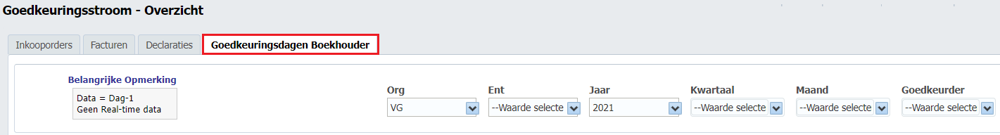 Goedkeuringsstroom - Overzicht
Inkooporders Facturen Declaraties Goedkeuringsdagen Boekhouder
Belangrijke Opmerking
Data = Dag-1
Geen Real-time data
Org Ent Jaar Kwartaal Maand Goedkeurder
VG --Waarde selecte 2021 --Waarde selecte --Waarde selecte --Waarde selecte